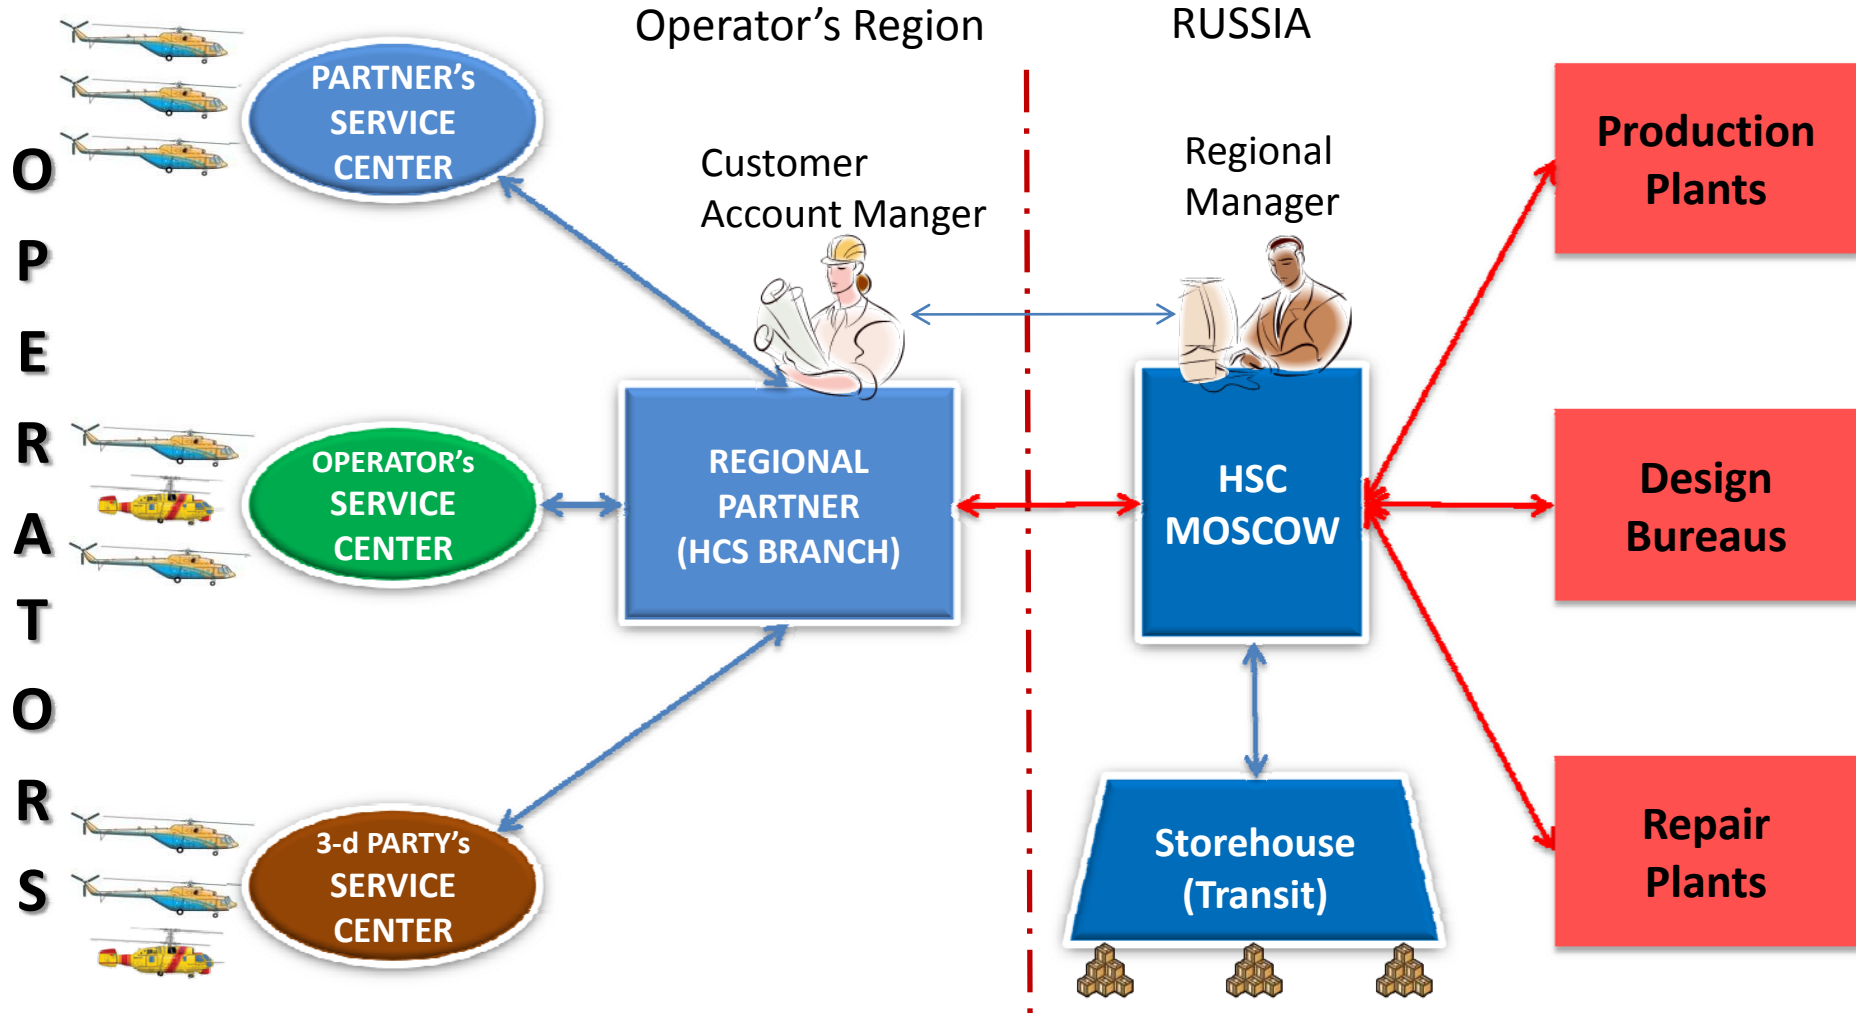 Operator's Region
RUSSIA
OPERATORS
PARTNER's
SERVICE
CENTER
Customer
Account Manger
Regional
Manager
Production
Plants
OPERATOR's
SERVICE
CENTER
REGIONAL
PARTNER
(HCS BRANCH)
HSC
MOSCOW
Design
Bureaus
3-d PARTY's
SERVICE
CENTER
Storehouse
(Transit)
Repair
Plants